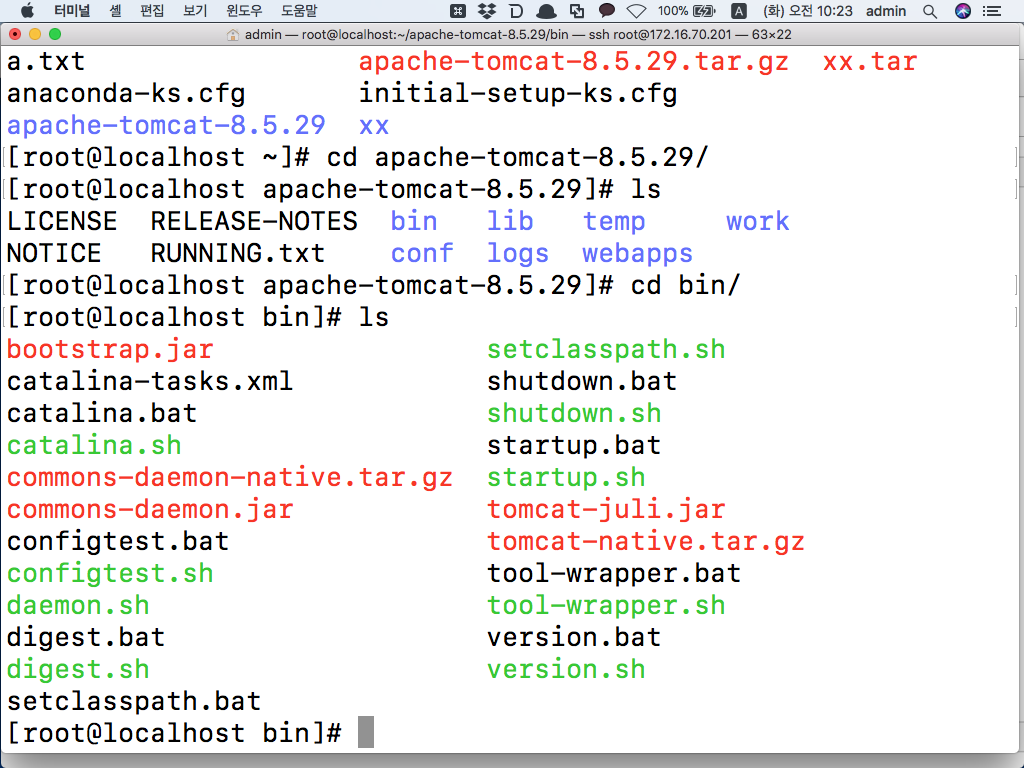 터미널 셸 편집 보기 윈도우 도움말 100% A (화) 오전 10:23 admin
admin — root@localhost:~/apache-tomcat-8.5.29/bin — ssh root@172.16.70.201 — 63×22
a.txt apache-tomcat-8.5.29.tar.gz xx.tar
anaconda-ks.cfg initial-setup-ks.cfg
apache-tomcat-8.5.29 xx
[root@localhost ~]# cd apache-tomcat-8.5.29/
[root@localhost apache-tomcat-8.5.29]# ls
LICENSE RELEASE-NOTES bin lib temp work
NOTICE RUNNING.txt conf logs webapps
[root@localhost apache-tomcat-8.5.29]# cd bin/
[root@localhost bin]# ls
bootstrap.jar setclasspath.sh
catalina-tasks.xml shutdown.bat
catalina.bat shutdown.sh
catalina.sh startup.bat
commons-daemon-native.tar.gz startup.sh
commons-daemon.jar tomcat-juli.jar
configtest.bat tomcat-native.tar.gz
configtest.sh tool-wrapper.bat
daemon.sh tool-wrapper.sh
digest.bat version.bat
digest.sh version.sh
setclasspath.bat
[root@localhost bin]#